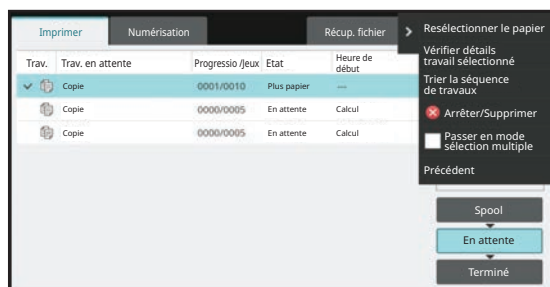 Imprimer
Numérisation
Récup. fichier
Trav.
Trav. en attente
Progressio /Jeux
Etat
Heure de
début
Copie
0001/0010
Plus papier
---
Copie
0000/0005
En attente
Calcul
Copie
0000/0005
En attente
Calcul
Resélectionner le papier
Vérifier détails
travail sélectionné
Trier la séquence
de travaux
Arrêter/Supprimer
Passer en mode
sélection multiple
Précédent
Spool
En attente
Terminé